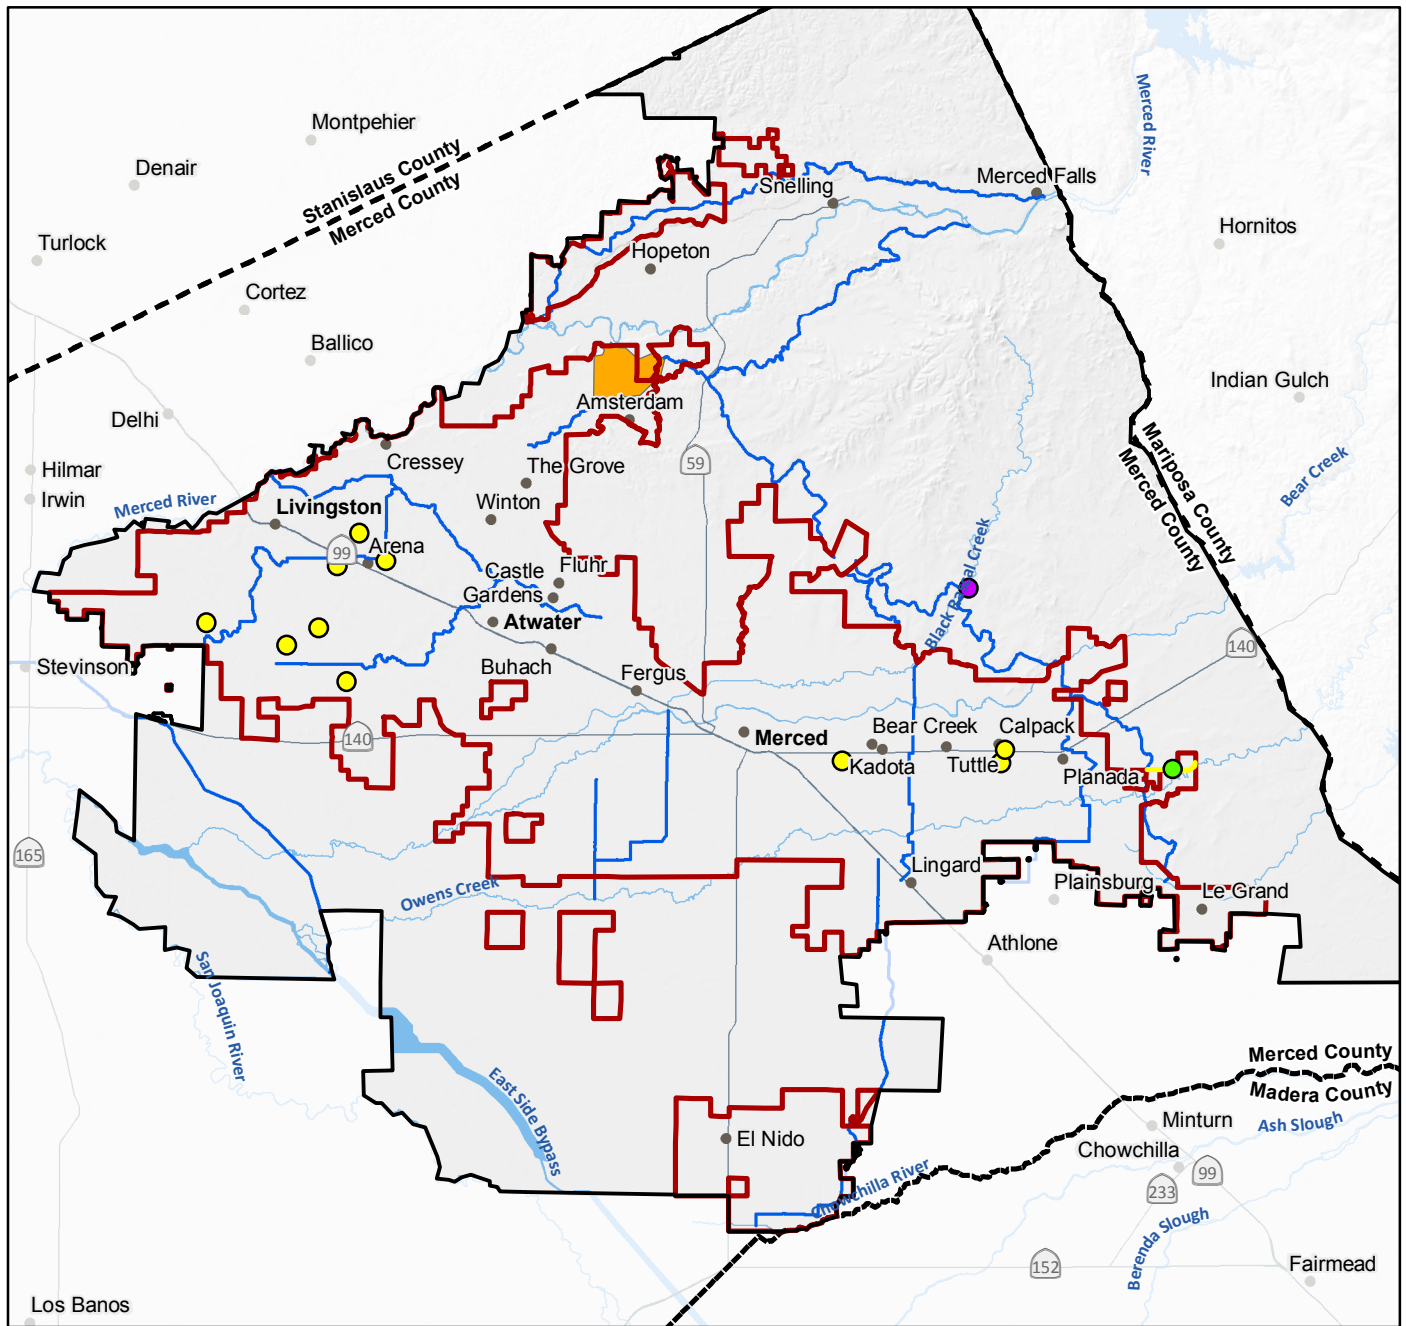 Montpehier
Denair
Stanislaus County
Merced County
Merced River
Snelling
Merced Falls
Hornitos
Turlock
Hopeton
Cortez
Ballico
Indian Gulch
Delhi
Amsterdam
Mariposa County
Merced County
Hilmar
Irwin
Cressey
The Grove
59
Bear Creek
Merced River
Livingston
Winton
99
Arena
Castle
Gardens
Fluhr
Black Rascal Creek
Atwater
140
Stevinson
Buhach
Fergus
140
Merced
Bear Creek
Calpack
Kadota
Tuttle
Planada
165
Lingard
Owens Creek
Plainsburg
Le Grand
Athlone
San Joaquin River
Merced County
Madera County
East Side Bypass
El Nido
Minturn
Ash Slough
Chowchilla
99
233
Chowchilla River
Berenda Slough
152
Fairmead
Los Banos